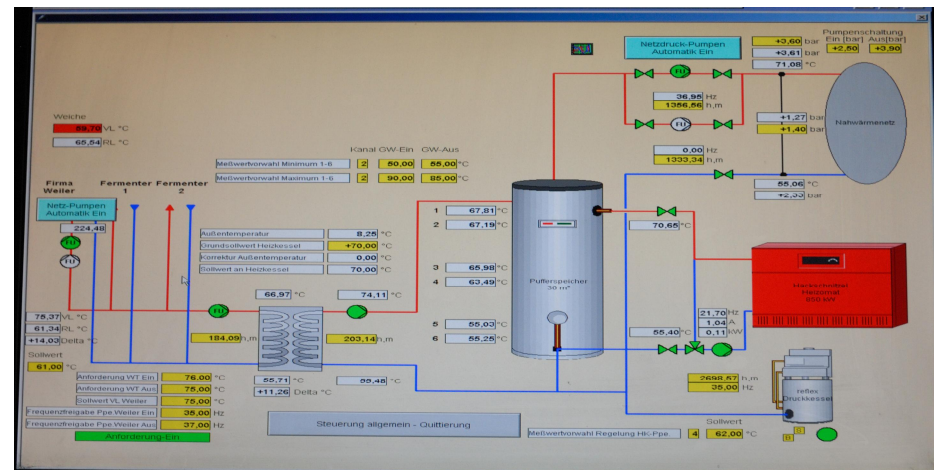 Pumpenschaltung
Netzdruck-Pumpen
Automatik Ein
+3,60 bar
Ein [bar] Aus[bar]
+3,61 bar
+2,50 +3,90
71,08 °C
FU
36,95 Hz
1356,56 h,m
Weiche
VL °C
65,54 RL °C
+1,27 bar
+1,40 bar
Nahwärmenetz
FU
Kanal GW-Ein GW-Aus
0,00 Hz
1333,34 h,m
Meßwertvorwahl Minimum 1-6 2 50,00 55,00 °C
Meßwertvorwahl Maximum 1-6 2 90,00 85,00 °C
55,06 °C
bar
Firma
Weiler
Fermenter
1
Fermenter
2
Netz-Pumpen
Automatik Ein
224,48
FU
FU
1 67,81 °C
2 67,19 °C
70,65 °C
Außentemperatur 8,25 °C
Grundsollwert Heizkessel +70,00 °C
Korrektur Außentemperatur 0,00 °C
Sollwert an Heizkessel 70,00 °C
3 65,98 °C
4 63,49 °C
Pufferspeicher
30 m³
650 kW
66,97 °C
74,11 °C
FU
75,37 VL °C
61,34 RL °C
+14,03 Delta °C
184,09 h,m
203,14 h,m
5 55,03 °C
6 55,25 °C
21,70 Hz
1,04 A
0,11 kW
55,40 °C
Sollwert
61,00 °C
55,71 °C
+11,26 Delta °C
°C
2698,57 h,m
35,00 Hz
reflex
Druckkessel
Anforderung WT Ein 76,00 °C
Anforderung WT Aus 75,00 °C
Sollwert VL Weiler 75,00 °C
Frequenzfreigabe Ppe Weiler Ein 35,00 Hz
Frequenzfreigabe Ppe Weiler Aus 37,00 Hz
Anforderung-Ein
Steuerung allgemein - Quittierung
Sollwert
Meßwertvorwahl Regelung HK-Ppe. 4 62,00 °C